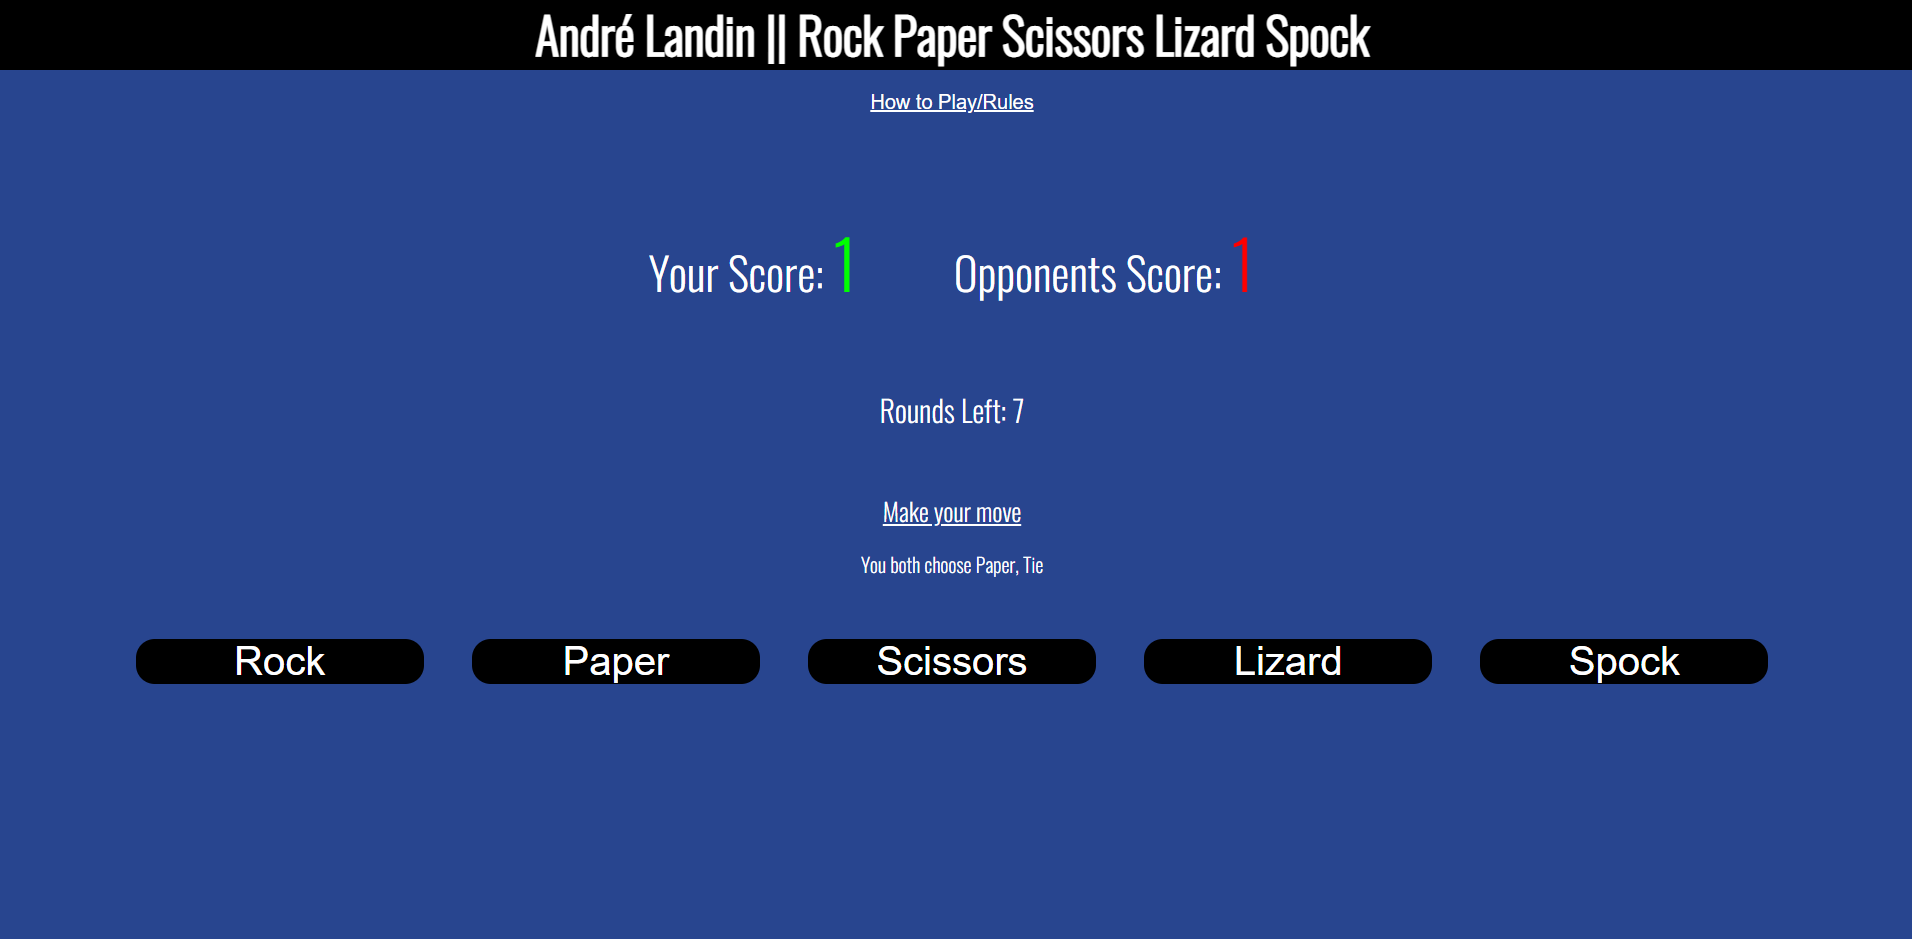 André Landin || Rock Paper Scissors Lizard Spock
How to Play/Rules
Your Score: 1 Opponents Score: 1
Rounds Left: 7
Make your move
You both choose Paper, Tie
Rock Paper Scissors Lizard Spock